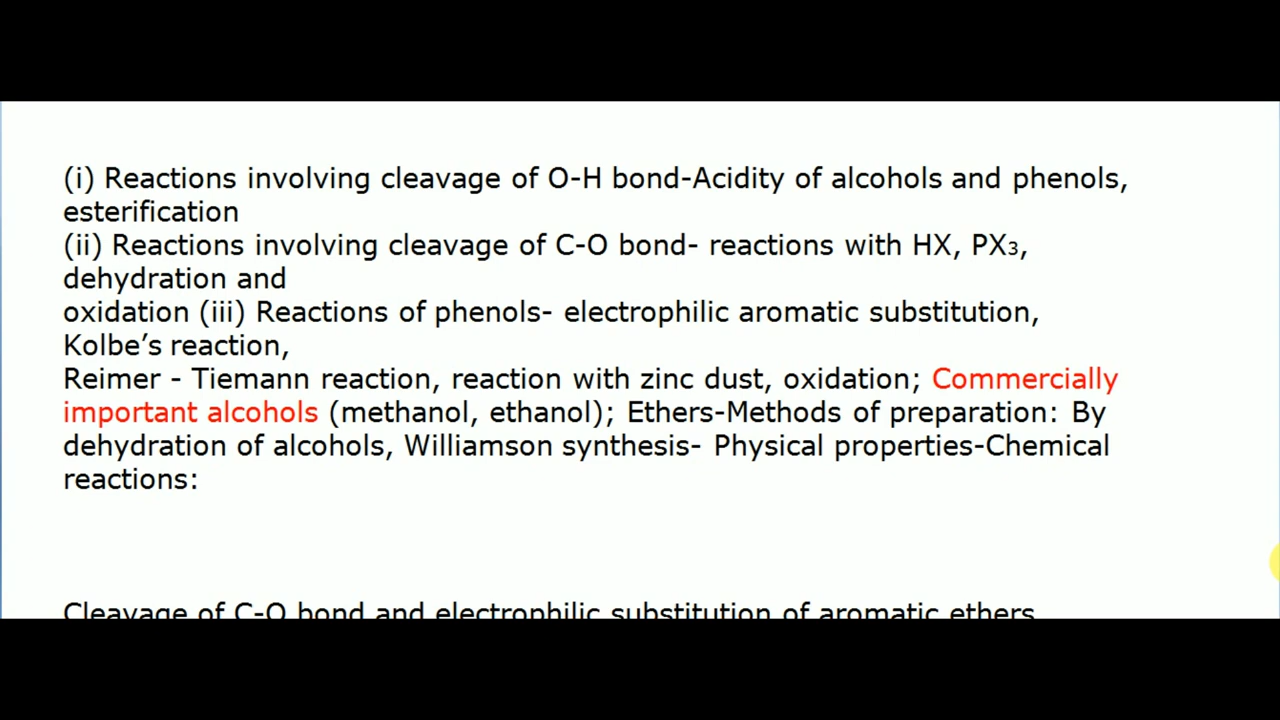 (i) Reactions involving cleavage of O-H bond-Acidity of alcohols and phenols,
esterification
(ii) Reactions involving cleavage of C-O bond- reactions with HX, PX₃,
dehydration and
oxidation (iii) Reactions of phenols- electrophilic aromatic substitution,
Kolbe’s reaction,
Reimer - Tiemann reaction, reaction with zinc dust, oxidation; Commercially
important alcohols (methanol, ethanol); Ethers-Methods of preparation: By
dehydration of alcohols, Williamson synthesis- Physical properties-Chemical
reactions:
Cleavage of C-O bond and electrophilic substitution of aromatic ethers